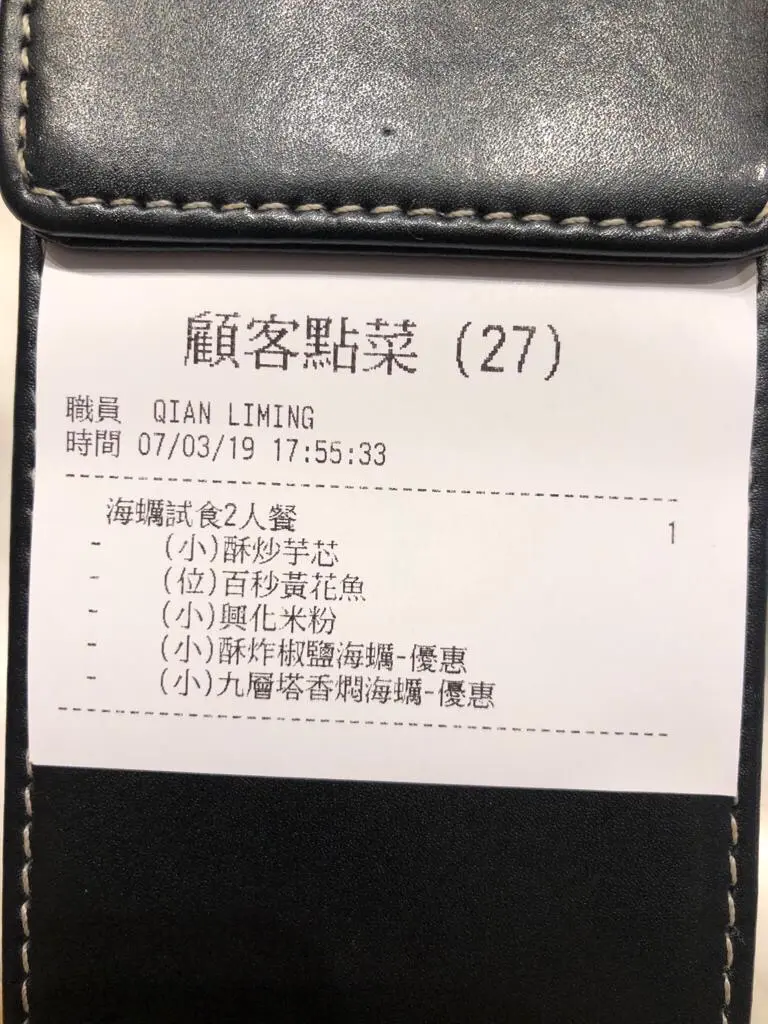 顧客點菜 (27)
職員 QIAN LIMING
時間 07/03/19 17:55:33
海蠣試食2人餐 1
- (小)酥炒芋芯
- (位)百秒黃花魚
- (小)興化米粉
- (小)酥炸椒鹽海蠣-優惠
- (小)九層塔香燜海蠣-優惠